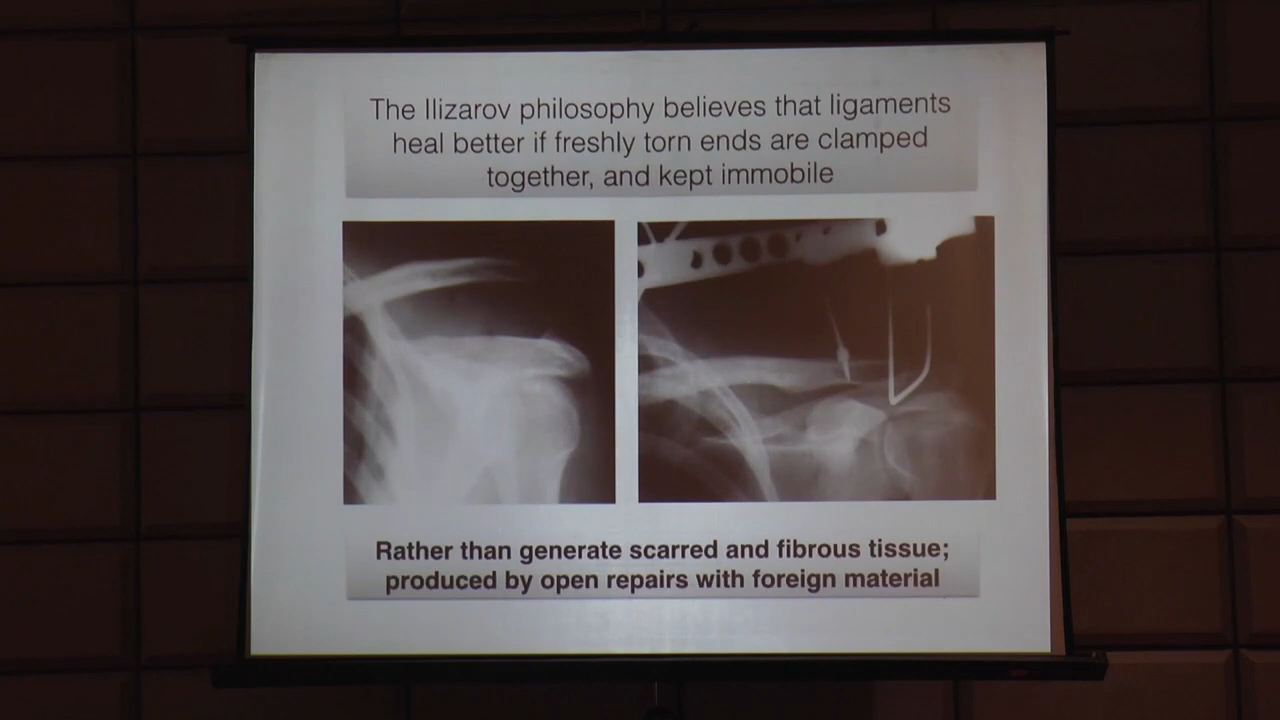 The Ilizarov philosophy believes that ligaments
heal better if freshly torn ends are clamped
together, and kept immobile
Rather than generate scarred and fibrous tissue;
produced by open repairs with foreign material